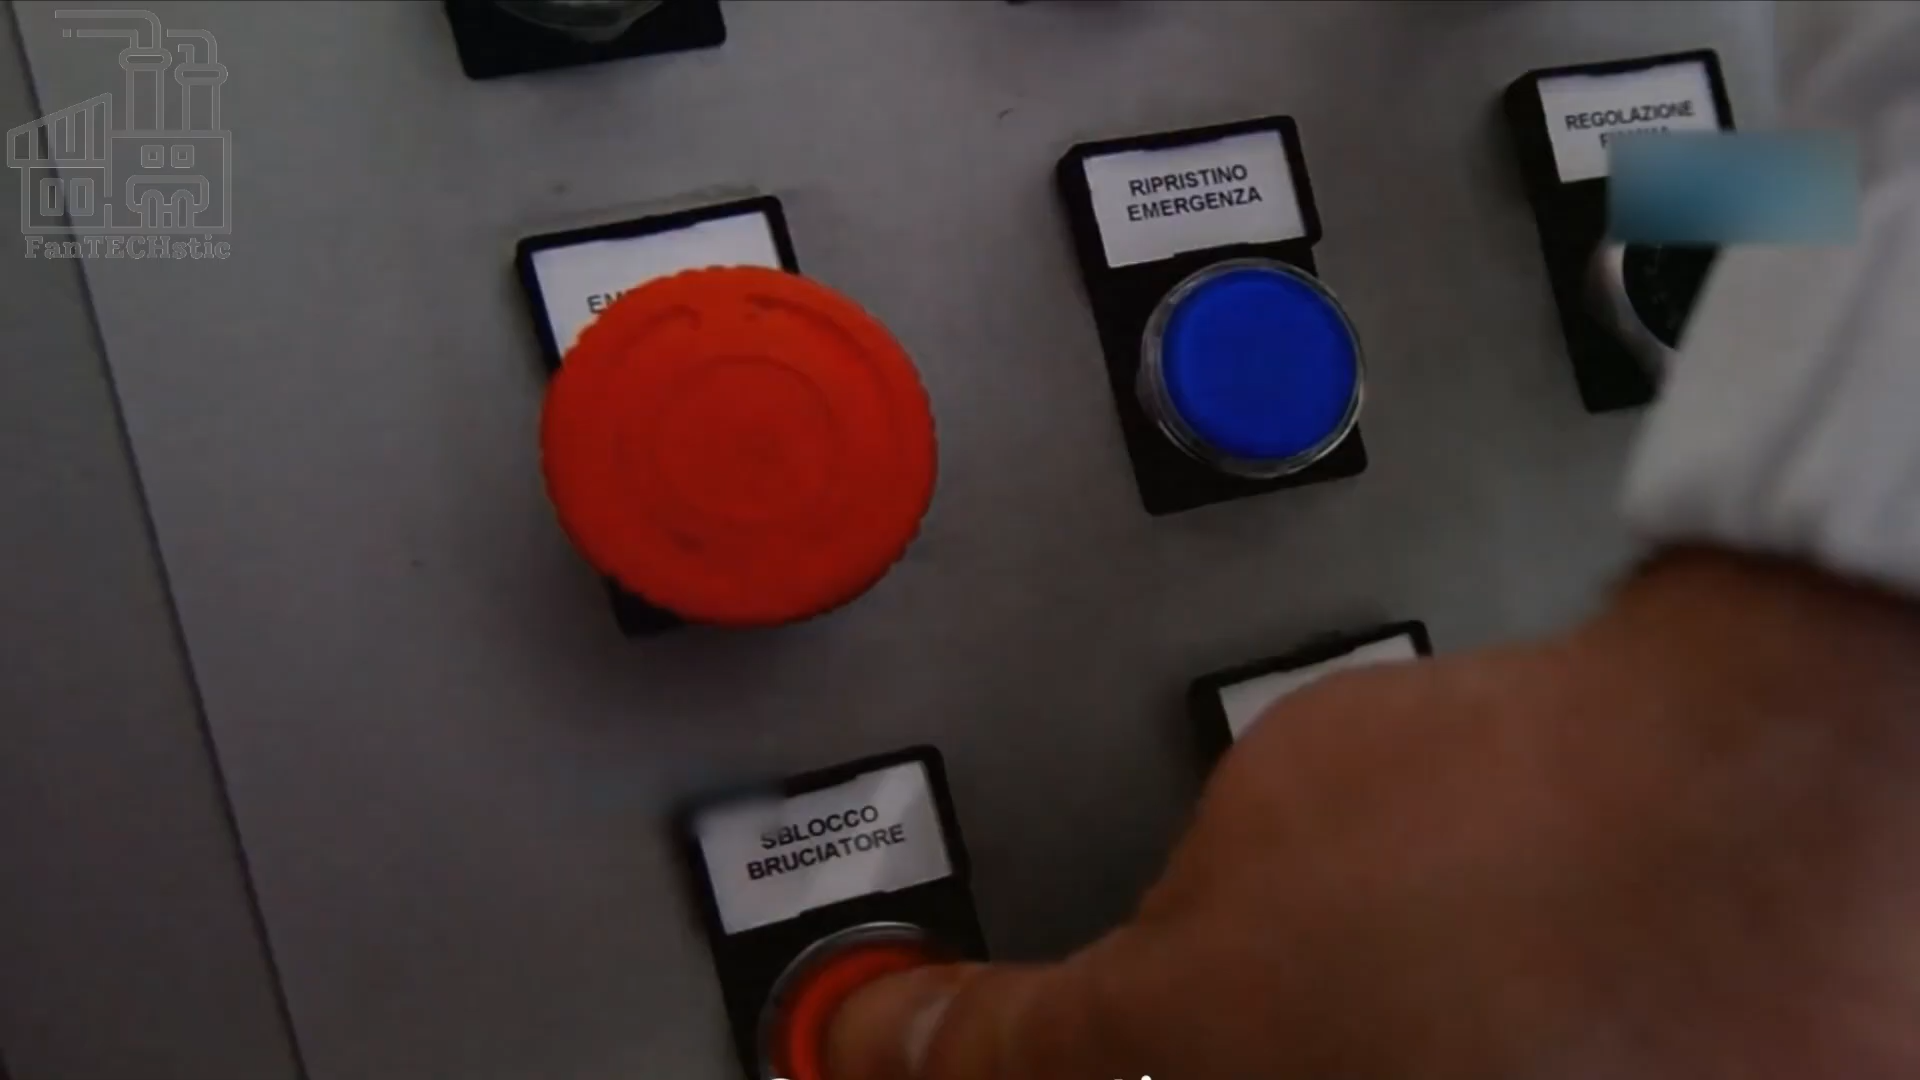 FanTECHstic
RIPRISTINO
EMERGENZA
REGOLAZIONE
SBLOCCO
BRUCIATORE